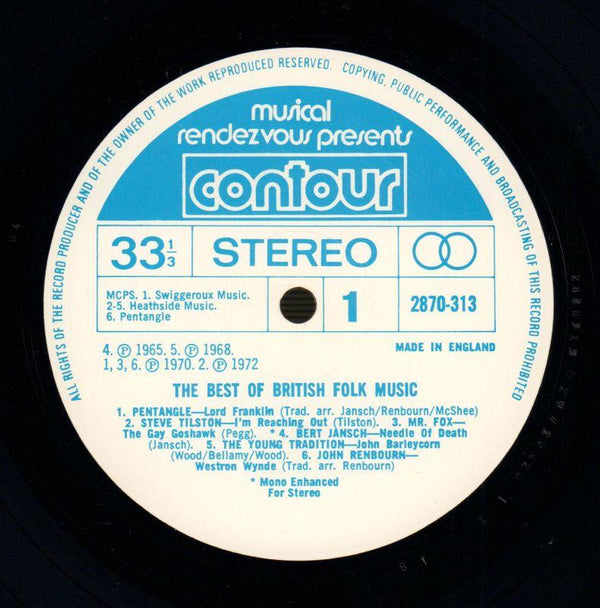 ALL RIGHTS OF THE RECORD PRODUCER AND OF THE OWNER OF THE WORK REPRODUCED RESERVED. COPYING, PUBLIC PERFORMANCE AND BROADCASTING OF THIS RECORD PROHIBITED
musical
rendezvous presents
contour
33 1/3 STEREO
MCPS. 1. Swiggeroux Music.
2-5. Heathside Music.
6. Pentangle
1
2870-313
4. ℗ 1965. 5. ℗ 1968.
1, 3, 6. ℗ 1970. 2. ℗ 1972
MADE IN ENGLAND
THE BEST OF BRITISH FOLK MUSIC
1. PENTANGLE—Lord Franklin (Trad. arr. Jansch/Renbourn/McShee)
2. STEVE TILSTON—I'm Reaching Out (Tilston). 3. MR. FOX—
The Gay Goshawk (Pegg). * 4. BERT JANSCH—Needle Of Death
(Jansch). 5. THE YOUNG TRADITION—John Barleycorn
(Wood/Bellamy/Wood). 6. JOHN RENBOURN—
Westron Wynde (Trad. arr. Renbourn)
* Mono Enhanced
For Stereo